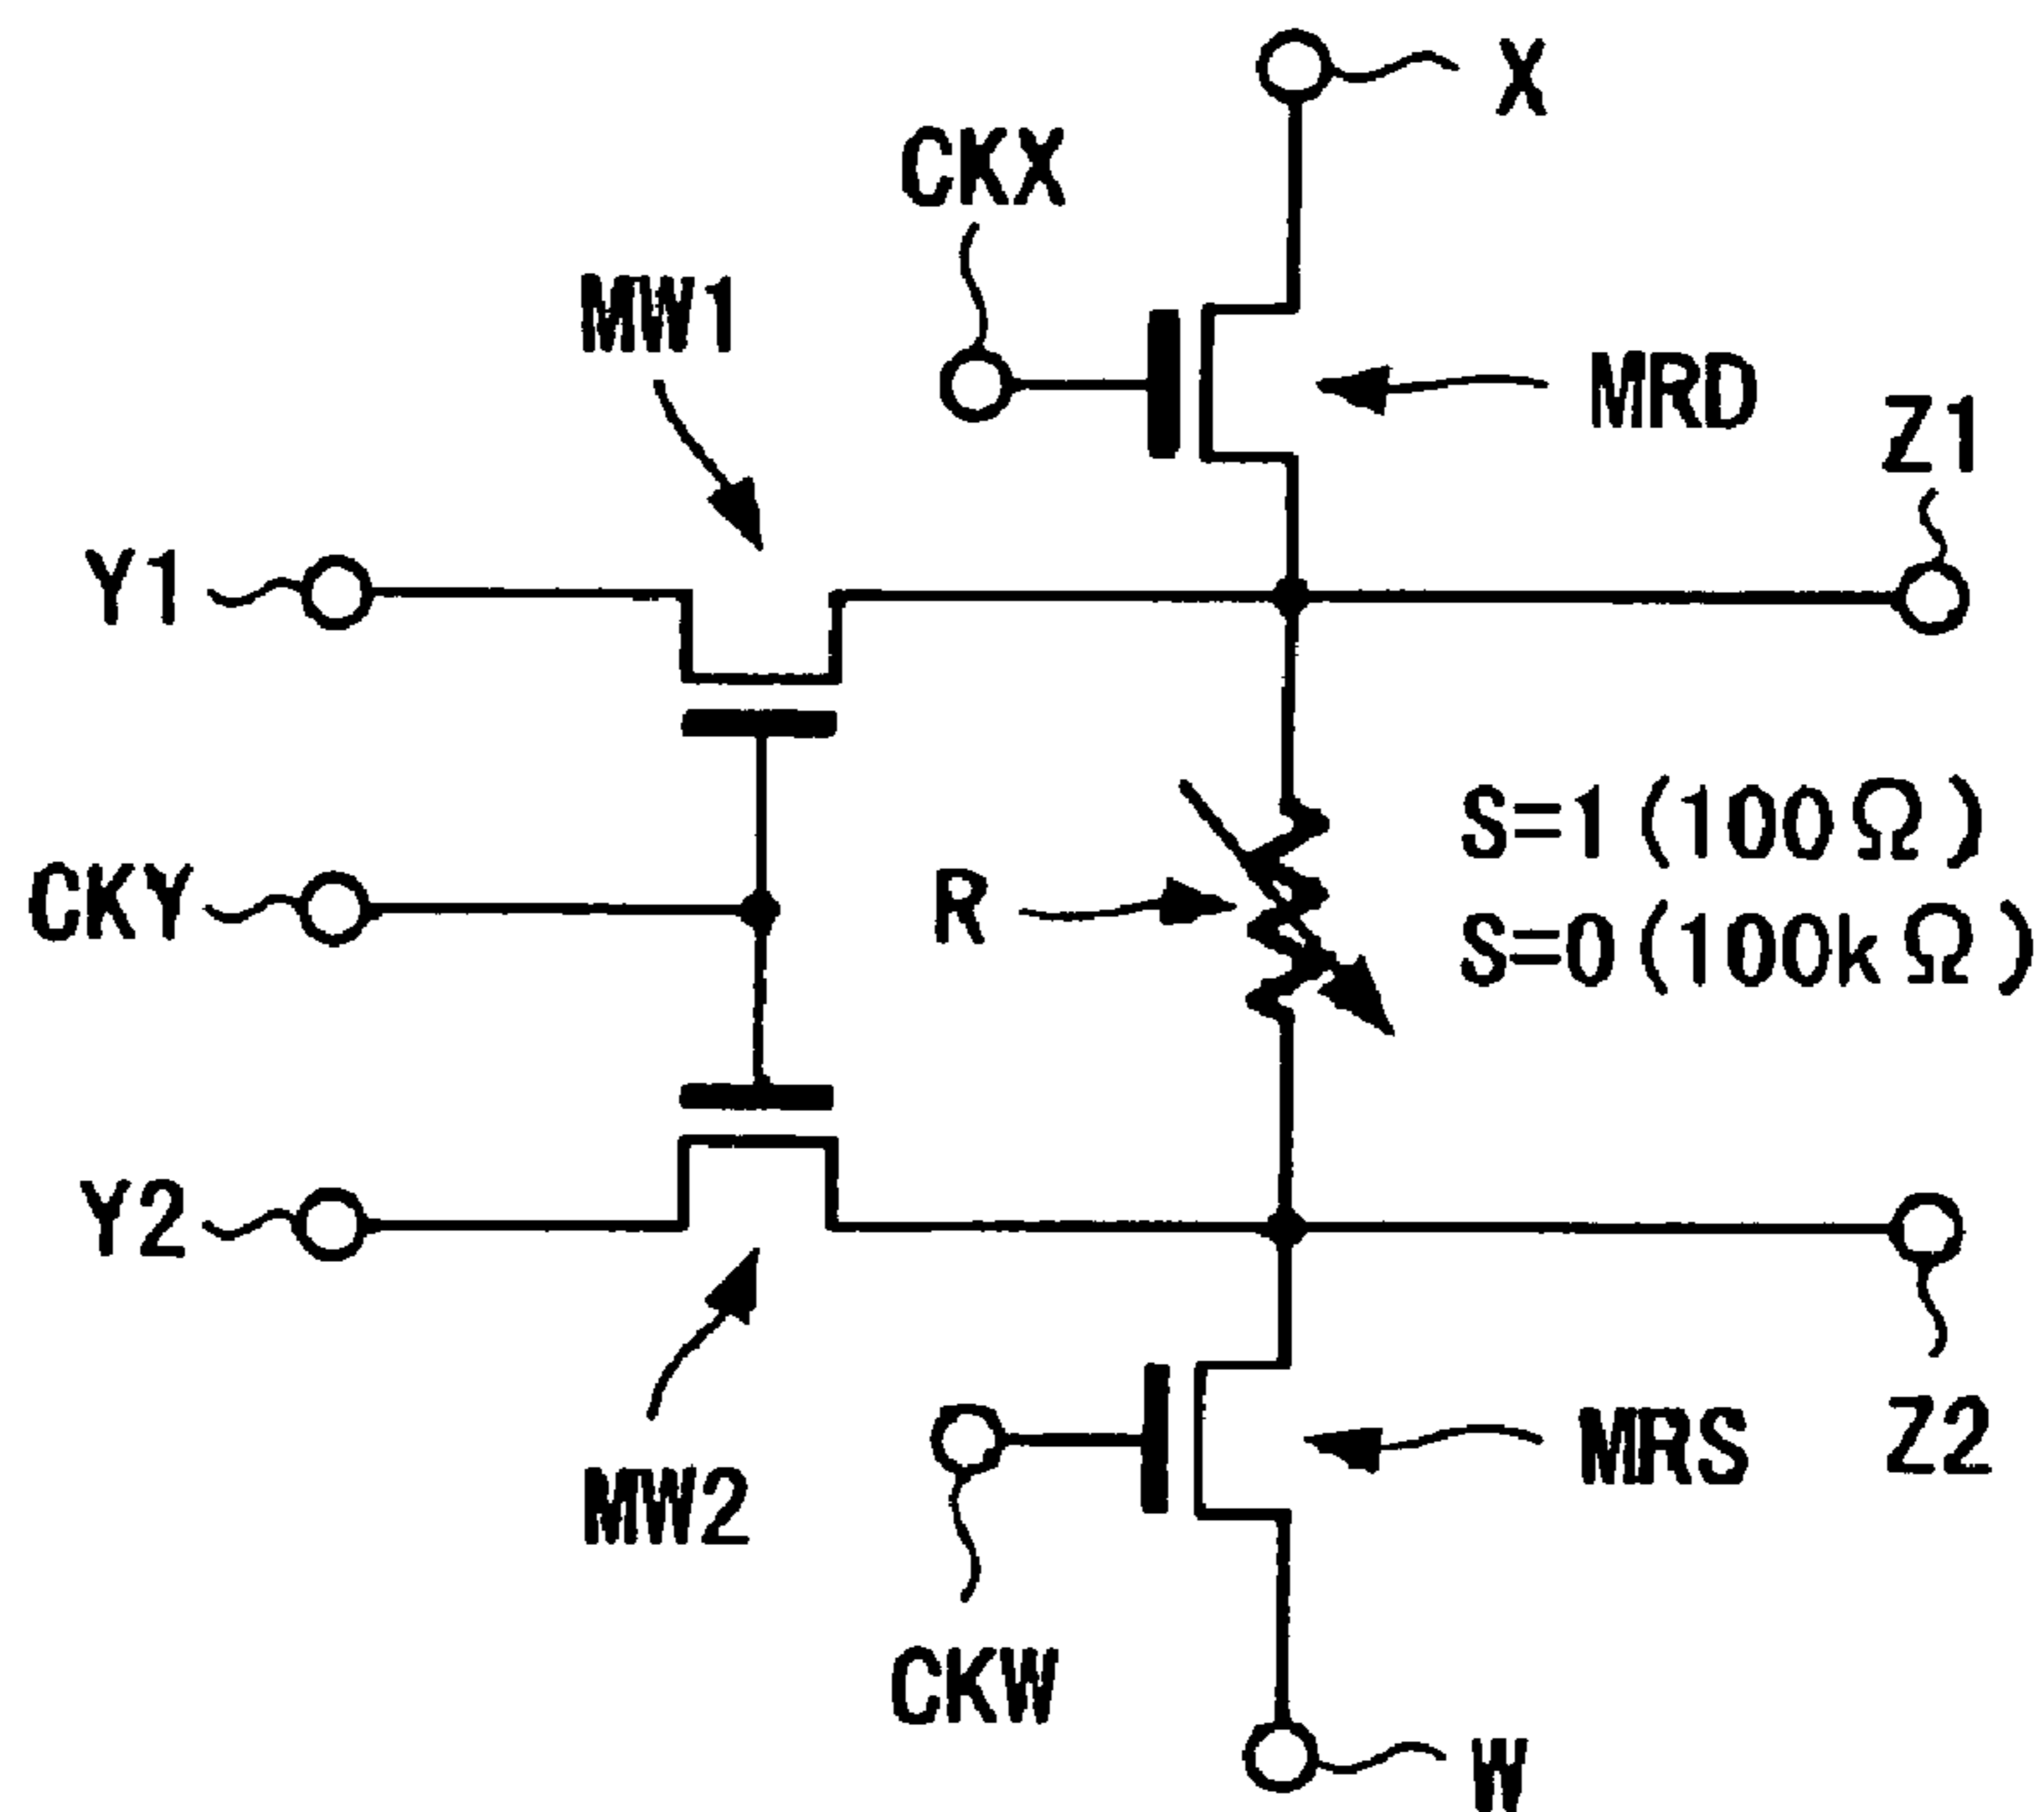 X
CKX
MW1
MRD
Z1
Y1
S=1(100Ω)
CKY
R
S=0(100kΩ)
Y2
MRS
Z2
MW2
CKW
W